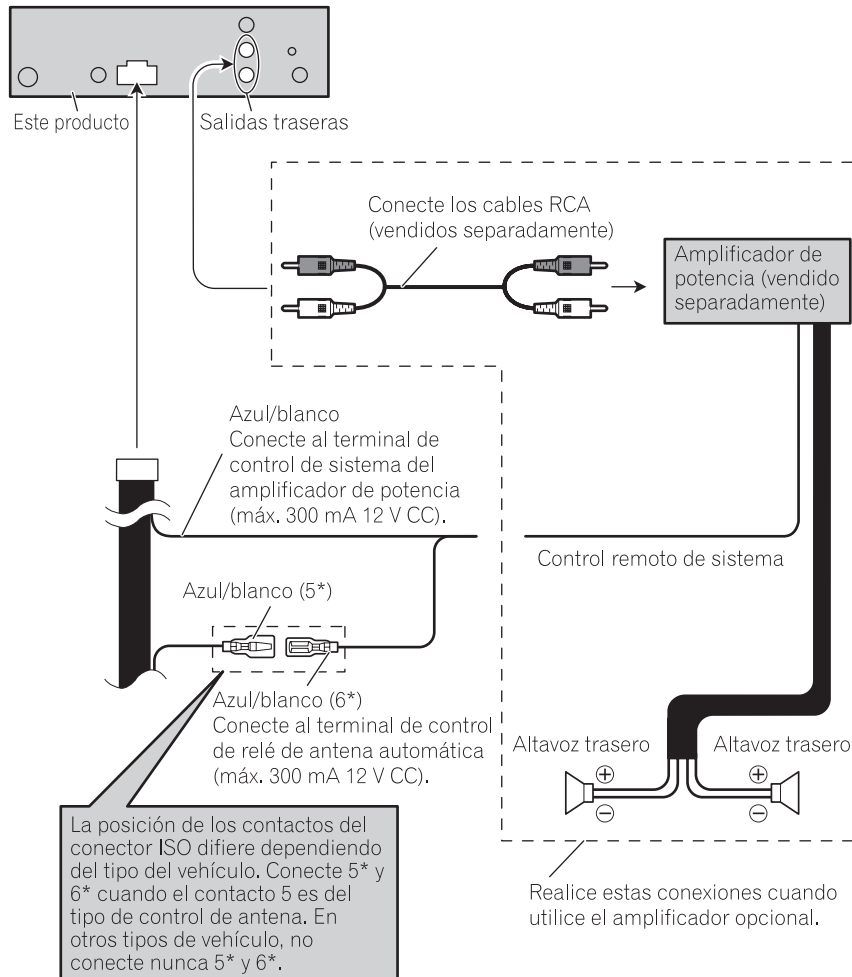 Este producto
Salidas traseras
Conecte los cables RCA
(vendidos separadamente)
Amplificador de
potencia (vendido
separadamente)
Azul/blanco
Conecte al terminal de
control de sistema del
amplificador de potencia
(máx. 300 mA 12 V CC).
Control remoto de sistema
Azul/blanco (5*)
Azul/blanco (6*)
Conecte al terminal de control
de relé de antena automática
(máx. 300 mA 12 V CC).
Altavoz trasero
Altavoz trasero
⊕
⊖
⊕
⊖
La posición de los contactos del
conector ISO difiere dependiendo
del tipo del vehículo. Conecte 5* y
6* cuando el contacto 5 es del
tipo de control de antena. En
otros tipos de vehículo, no
conecte nunca 5* y 6*.
Realice estas conexiones cuando
utilice el amplificador opcional.